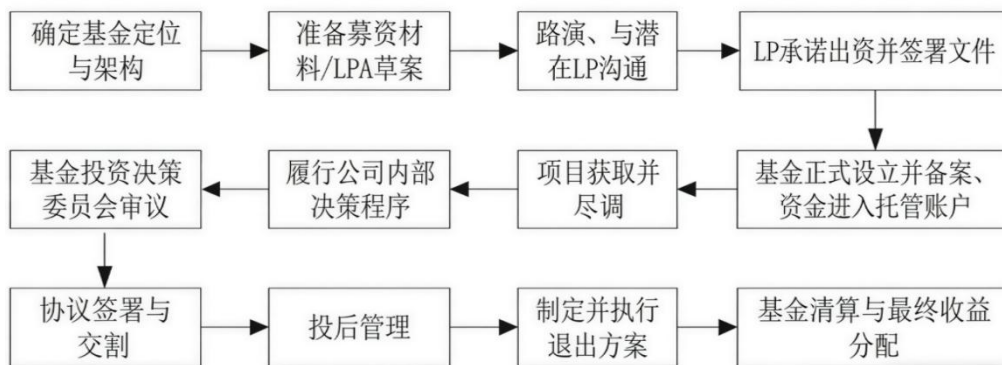 确定基金定位
与架构
准备募资材
料/LPA草案
路演、与潜
在LP沟通
LP承诺出资并签署文件
基金正式设立并备案、
资金进入托管账户
项目获取并
尽调
履行公司内部
决策程序
基金投资决策
委员会审议
协议签署与
交割
投后管理
制定并执行
退出方案
基金清算与最终收益
分配